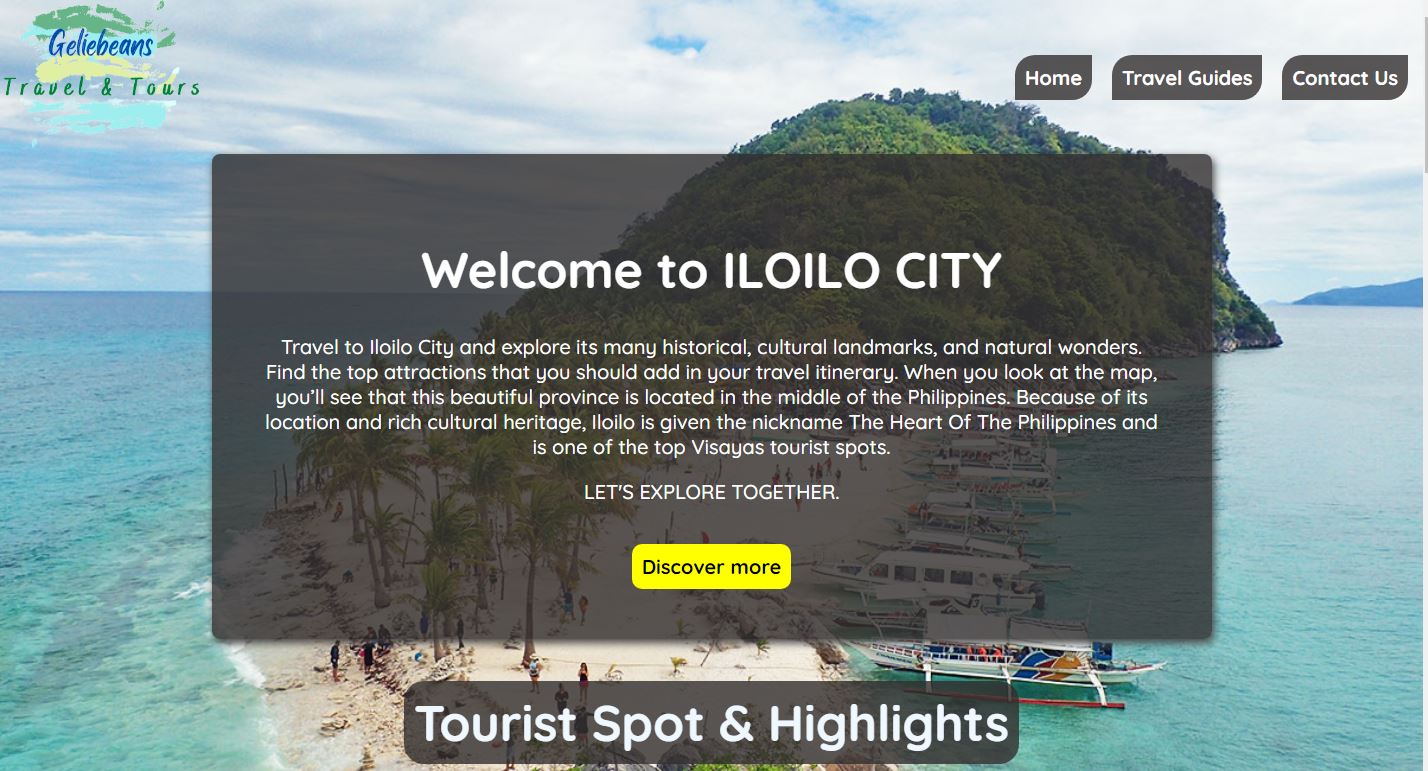 Geliebeans
Travel & Tours
Home
Travel Guides
Contact Us
Welcome to ILOILO CITY
Travel to Iloilo City and explore its many historical, cultural landmarks, and natural wonders.
Find the top attractions that you should add in your travel itinerary. When you look at the map,
you’ll see that this beautiful province is located in the middle of the Philippines. Because of its
location and rich cultural heritage, Iloilo is given the nickname The Heart Of The Philippines and
is one of the top Visayas tourist spots.
LET'S EXPLORE TOGETHER.
Discover more
Tourist Spot & Highlights